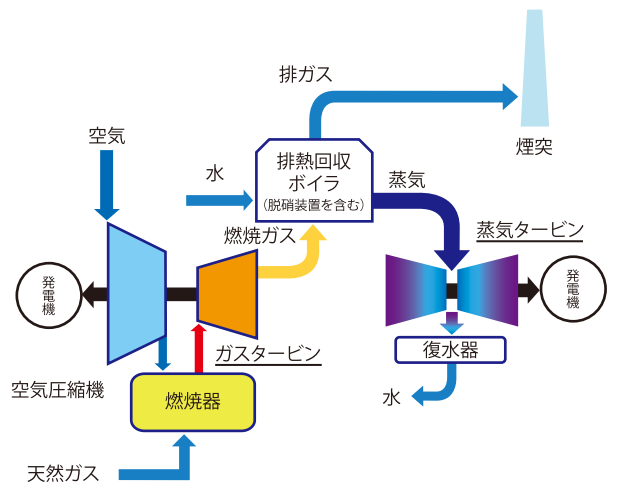 排ガス
空気
煙突
水
排熱回収
ボイラ
（脱硝装置を含む）
蒸気
燃焼ガス
蒸気タービン
発電機
発電機
ガスタービン
復水器
空気圧縮機
燃焼器
水
天然ガス